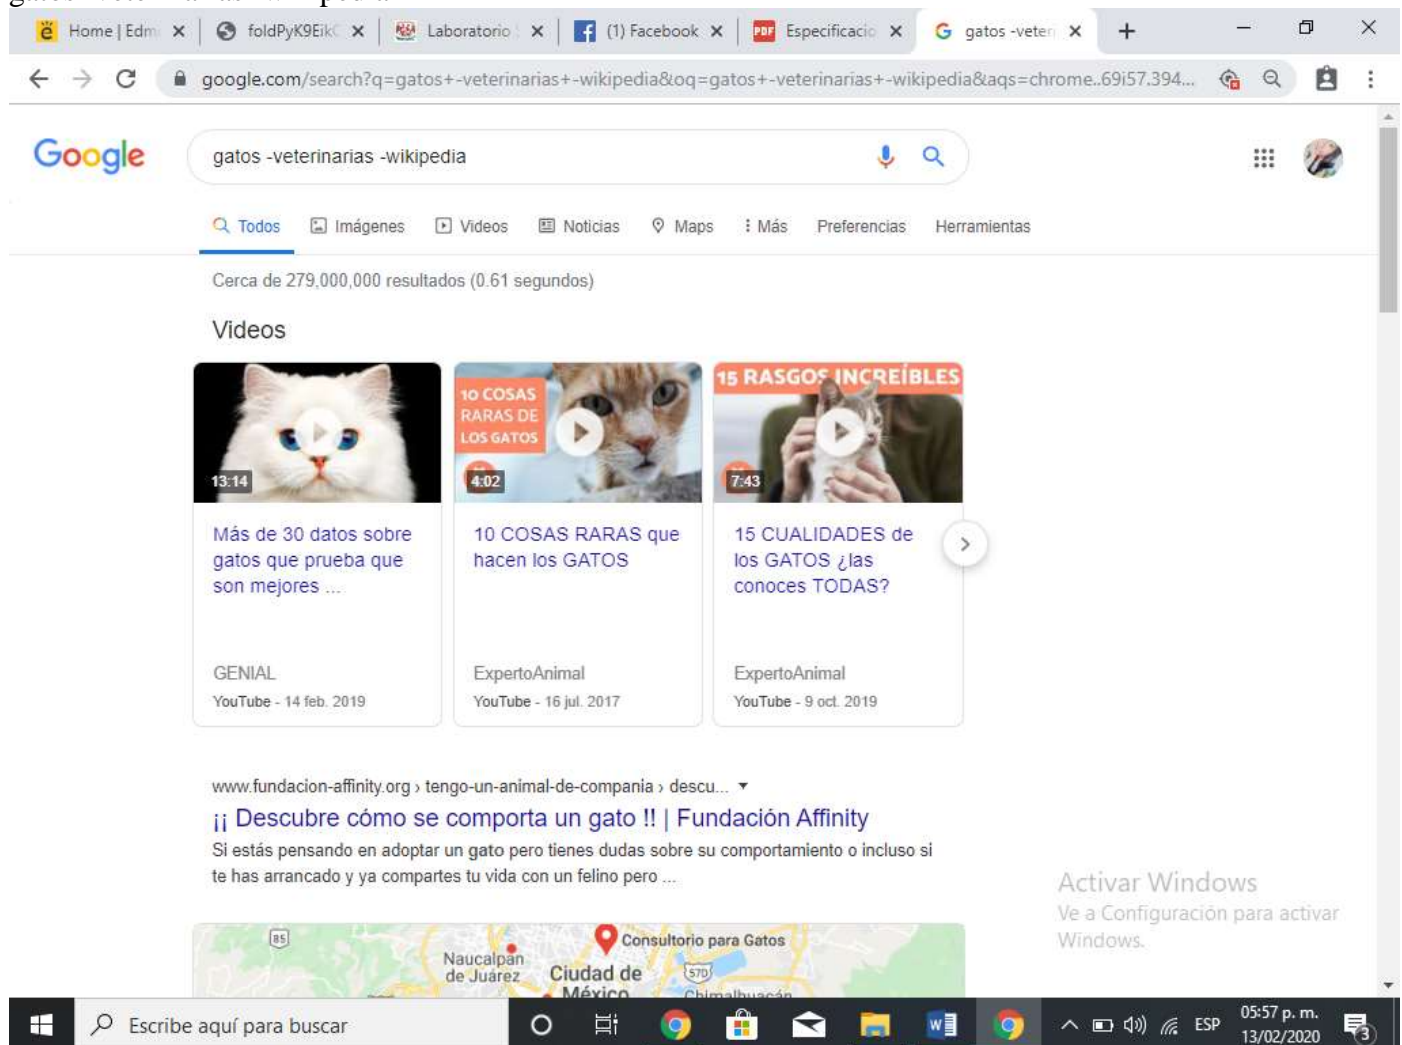 Home | Edm
foldPyK9EikC
Laboratorio
(1) Facebook
Especificacio
gatos -veter
google.com/search?q=gatos+-veterinarias+-wikipedia&oq=gatos+-veterinarias+-wikipedia&aqs=chrome..69i57.394...
Google
gatos -veterinarias -wikipedia
Todos Imágenes Videos Noticias Maps Más Preferencias Herramientas
Cerca de 279,000,000 resultados (0.61 segundos)
Videos
13:14
10 COSAS
RARAS DE
LOS GATOS
4:02
15 RASGOS INCREÍBLES
7:43
Más de 30 datos sobre
gatos que prueba que
son mejores ...
GENIAL
YouTube - 14 feb. 2019
10 COSAS RARAS que
hacen los GATOS
ExpertoAnimal
YouTube - 16 jul. 2017
15 CUALIDADES de
los GATOS ¿las
conoces TODAS?
ExpertoAnimal
YouTube - 9 oct. 2019
www.fundacion-affinity.org › tengo-un-animal-de-compania › descu...
¡¡ Descubre cómo se comporta un gato !! | Fundación Affinity
Si estás pensando en adoptar un gato pero tienes dudas sobre su comportamiento o incluso si
te has arrancado y ya compartes tu vida con un felino pero ...
Activar Windows
Ve a Configuración para activar
Windows.
85
Naucalpan
de Juárez
Consultorio para Gatos
Ciudad de
México
570
Chimalhuacán
Escribe aquí para buscar
ESP
05:57 p. m.
13/02/2020
3